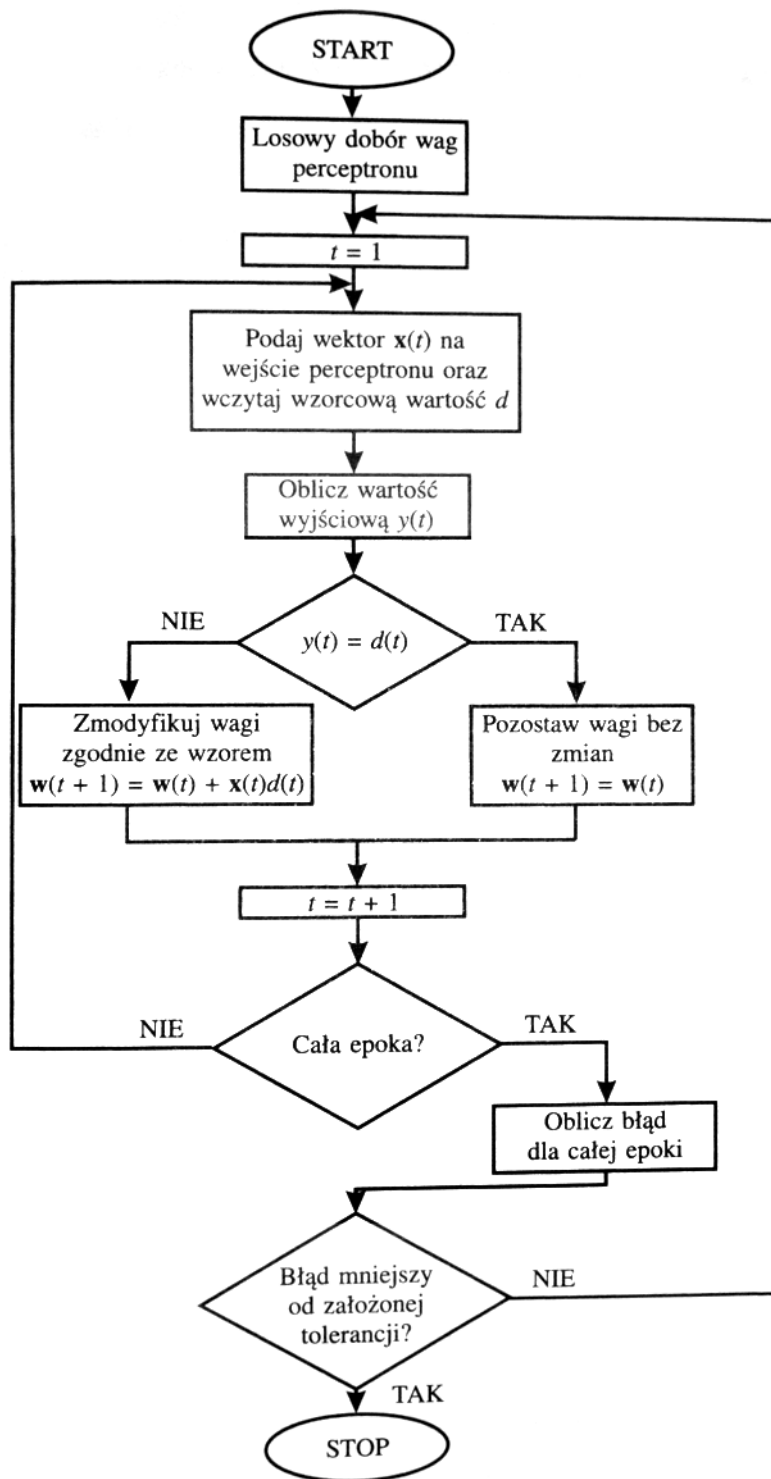 START
Losowy dobór wag
perceptronu
t = 1
Podaj wektor x(t) na
wejście perceptronu oraz
wczytaj wzorcową wartość d
Oblicz wartość
wyjściową y(t)
NIE
y(t) = d(t)
TAK
Zmodyfikuj wagi
zgodnie ze wzorem
w(t + 1) = w(t) + x(t)d(t)
Pozostaw wagi bez
zmian
w(t + 1) = w(t)
t = t + 1
NIE
Cała epoka?
TAK
Oblicz błąd
dla całej epoki
Błąd mniejszy
od założonej
tolerancji?
NIE
TAK
STOP